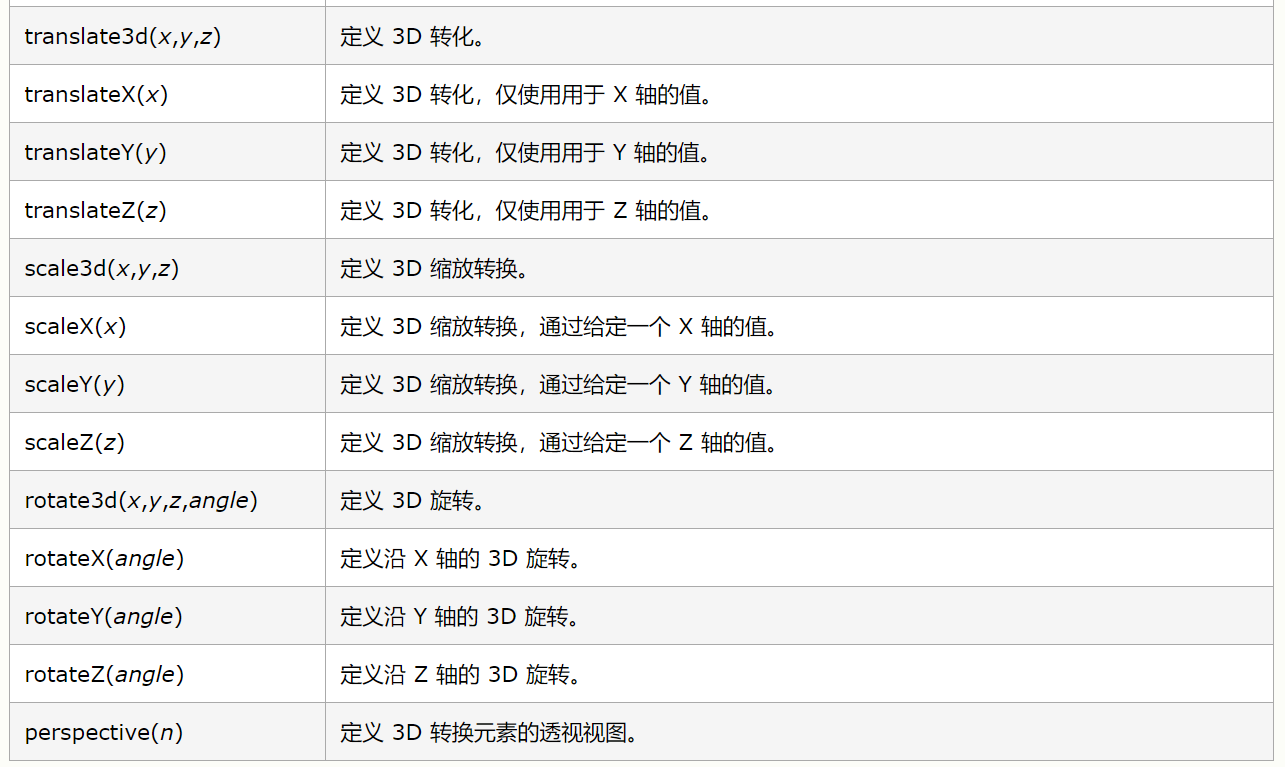 translate3d(x,y,z) 定义 3D 转化。
translateX(x) 定义 3D 转化，仅使用用于 X 轴的值。
translateY(y) 定义 3D 转化，仅使用用于 Y 轴的值。
translateZ(z) 定义 3D 转化，仅使用用于 Z 轴的值。
scale3d(x,y,z) 定义 3D 缩放转换。
scaleX(x) 定义 3D 缩放转换，通过给定一个 X 轴的值。
scaleY(y) 定义 3D 缩放转换，通过给定一个 Y 轴的值。
scaleZ(z) 定义 3D 缩放转换，通过给定一个 Z 轴的值。
rotate3d(x,y,z,angle) 定义 3D 旋转。
rotateX(angle) 定义沿 X 轴的 3D 旋转。
rotateY(angle) 定义沿 Y 轴的 3D 旋转。
rotateZ(angle) 定义沿 Z 轴的 3D 旋转。
perspective(n) 定义 3D 转换元素的透视视图。